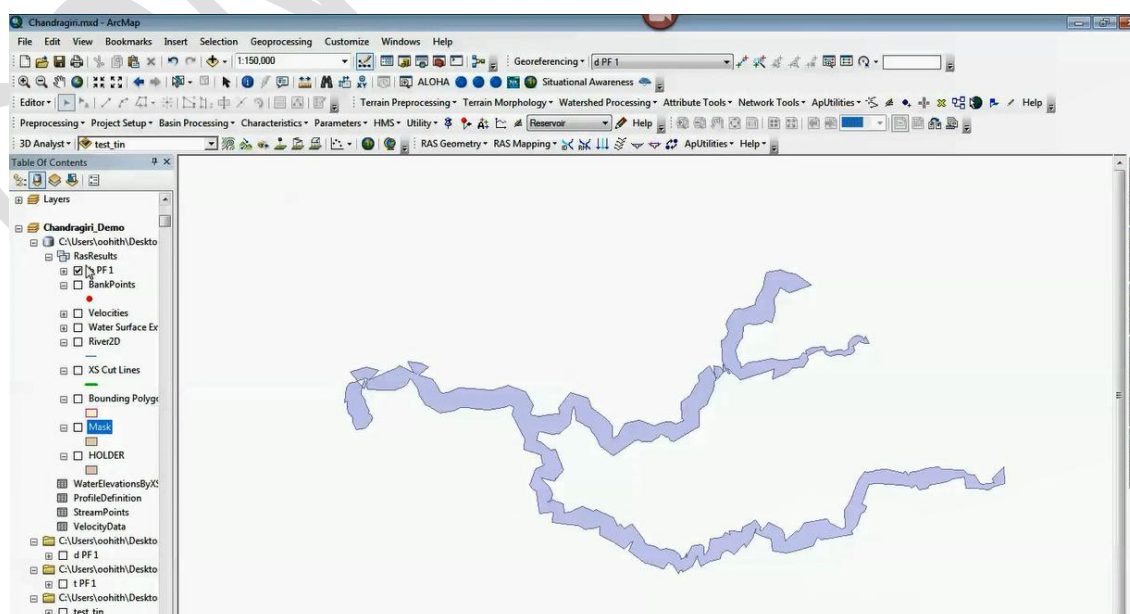 Chandragiri.mxd - ArcMap
File Edit View Bookmarks Insert Selection Geoprocessing Customize Windows Help
1:150,000 Georeferencing d PF 1
ALOHA Situational Awareness
Editor Terrain Preprocessing Terrain Morphology Watershed Processing Attribute Tools Network Tools ApUtilities Help
Preprocessing Project Setup Basin Processing Characteristics Parameters HMS Utility Reservoir Help
3D Analyst test_tin RAS Geometry RAS Mapping ApUtilities Help
Table Of Contents
Layers
Chandragiri_Demo
C:\Users\oohith\Deskto
RasResults
PF 1
BankPoints
Velocities
Water Surface Ex
River2D
XS Cut Lines
Bounding Polygo
Mask
HOLDER
WaterElevationsByXS
ProfileDefinition
StreamPoints
VelocityData
C:\Users\oohith\Deskto
d PF 1
C:\Users\oohith\Deskto
t PF 1
C:\Users\oohith\Deskto
test_tin